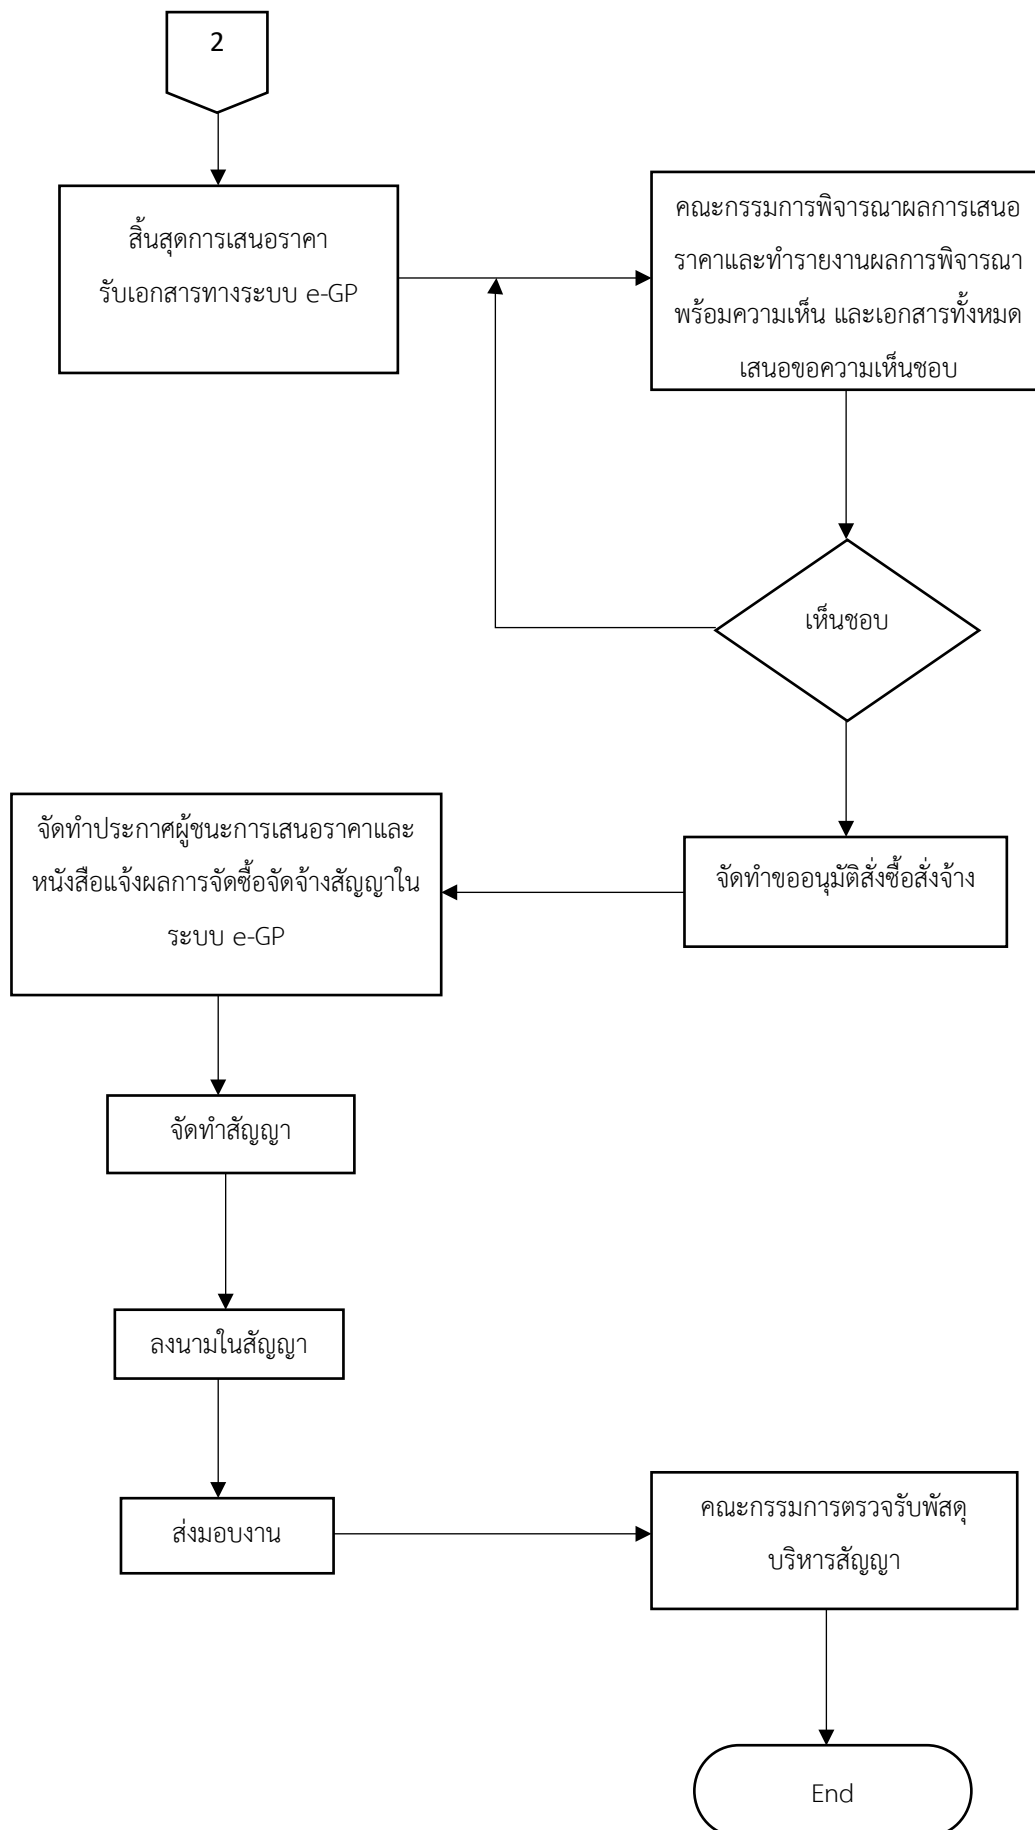 2
สิ้นสุดการเสนอราคา
รับเอกสารทางระบบ e-GP
คณะกรรมการพิจารณาผลการเสนอ
ราคาและทำรายงานผลการพิจารณา
พร้อมความเห็น และเอกสารทั้งหมด
เสนอขอความเห็นชอบ
เห็นชอบ
จัดทำขออนุมัติสั่งซื้อสั่งจ้าง
จัดทำประกาศผู้ชนะการเสนอราคาและ
หนังสือแจ้งผลการจัดซื้อจัดจ้างสัญญาใน
ระบบ e-GP
จัดทำสัญญา
ลงนามในสัญญา
ส่งมอบงาน
คณะกรรมการตรวจรับพัสดุ
บริหารสัญญา
End